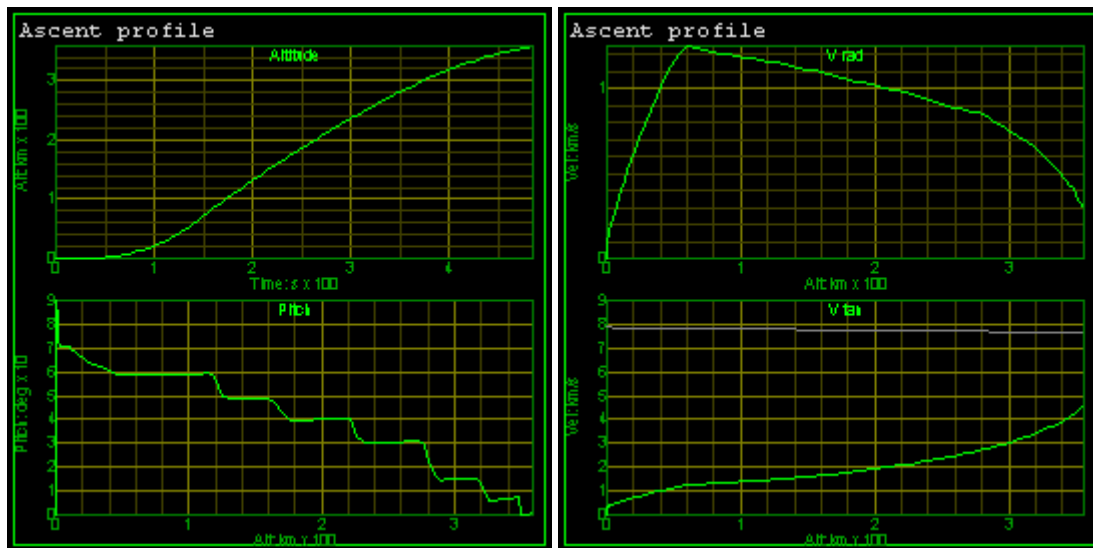 Ascent profile
Altitude
3
2
1
0
Alt: km x 100
0 1 2 3 4
Time: s x 100
Pitch
9
8
7
6
5
4
3
2
1
0
Pitch: deg x 10
0 1 2 3
Alt: km x 100
Ascent profile
V rad
1
0
Vel: km/s
0 1 2 3
Alt: km x 100
V tan
9
8
7
6
5
4
3
2
1
0
Vel: km/s
0 1 2 3
Alt: km x 100